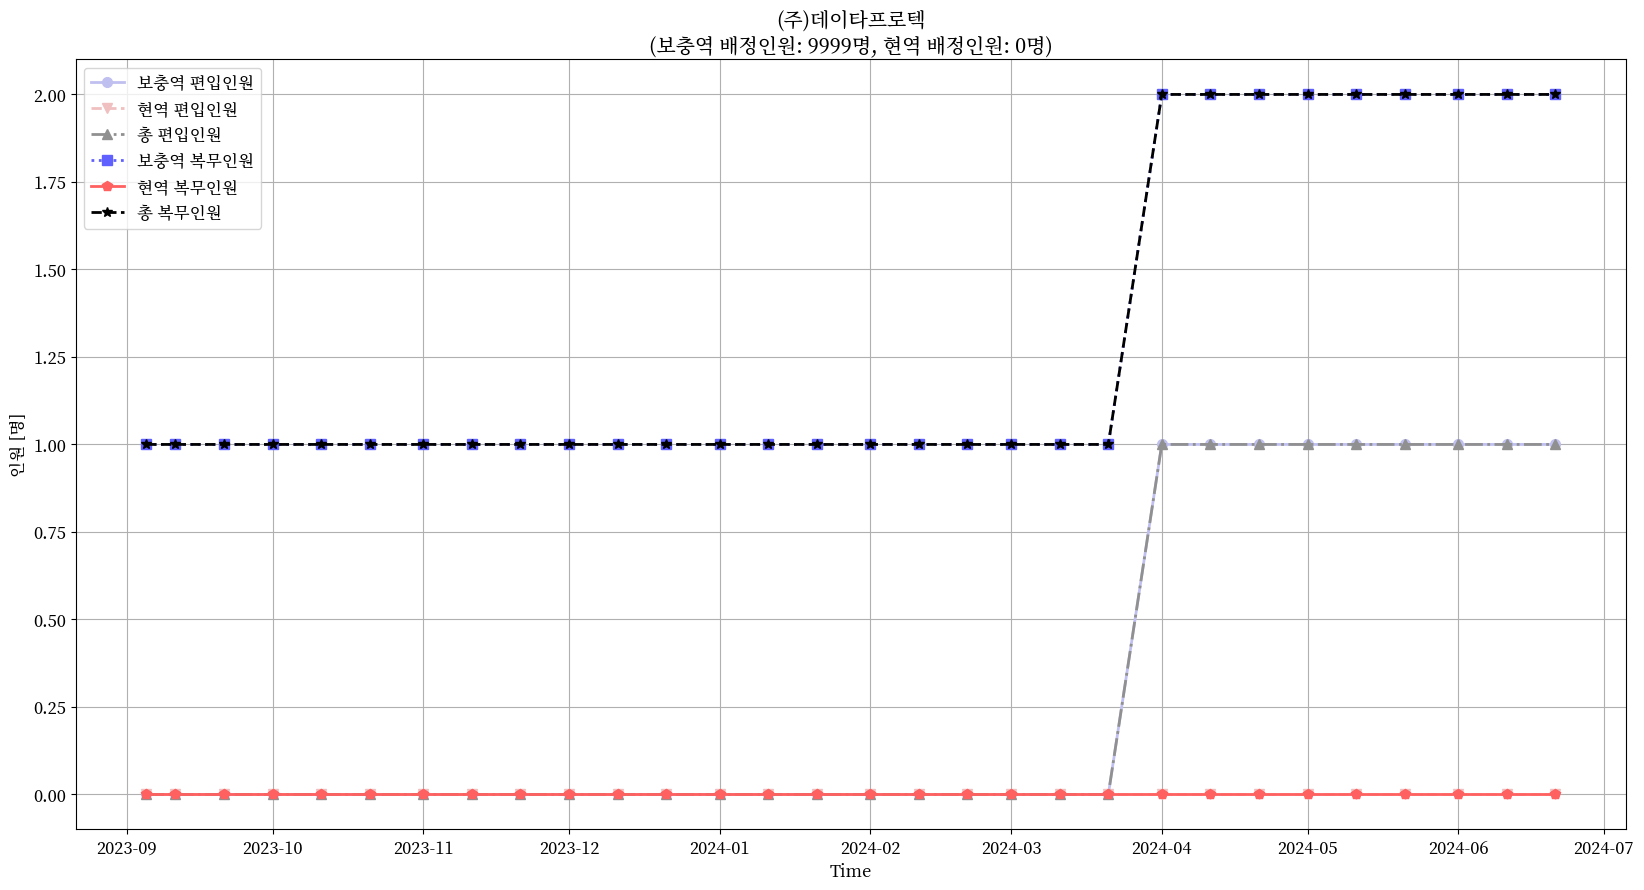 (주)데이타프로텍
(보충역 배정인원: 9999명, 현역 배정인원: 0명)
보충역 편입인원
현역 편입인원
총 편입인원
보충역 복무인원
현역 복무인원
총 복무인원
인원 [명]
2.00
1.75
1.50
1.25
1.00
0.75
0.50
0.25
0.00
2023-09 2023-10 2023-11 2023-12 2024-01 2024-02 2024-03 2024-04 2024-05 2024-06 2024-07
Time